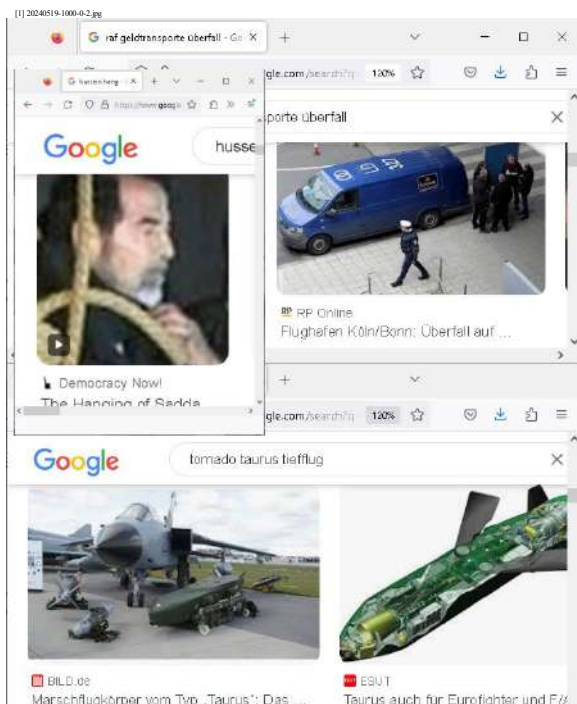 [1] 20240519-1000-0-2.jpg
raf geldtransporte überfall - Go
gle.com/search?q
120%
porte überfall
Google
husse
Democracy Now!
The Hanging of Sadda
RP RP Online
Flughafen Köln/Bonn: Überfall auf ...
gle.com/search?q
120%
Google
tornado taurus tiefflug
BILD.de
Marschflugkörper vom Typ „Taurus“: Das ...
ESUT
Taurus auch für Eurofighter und F/A